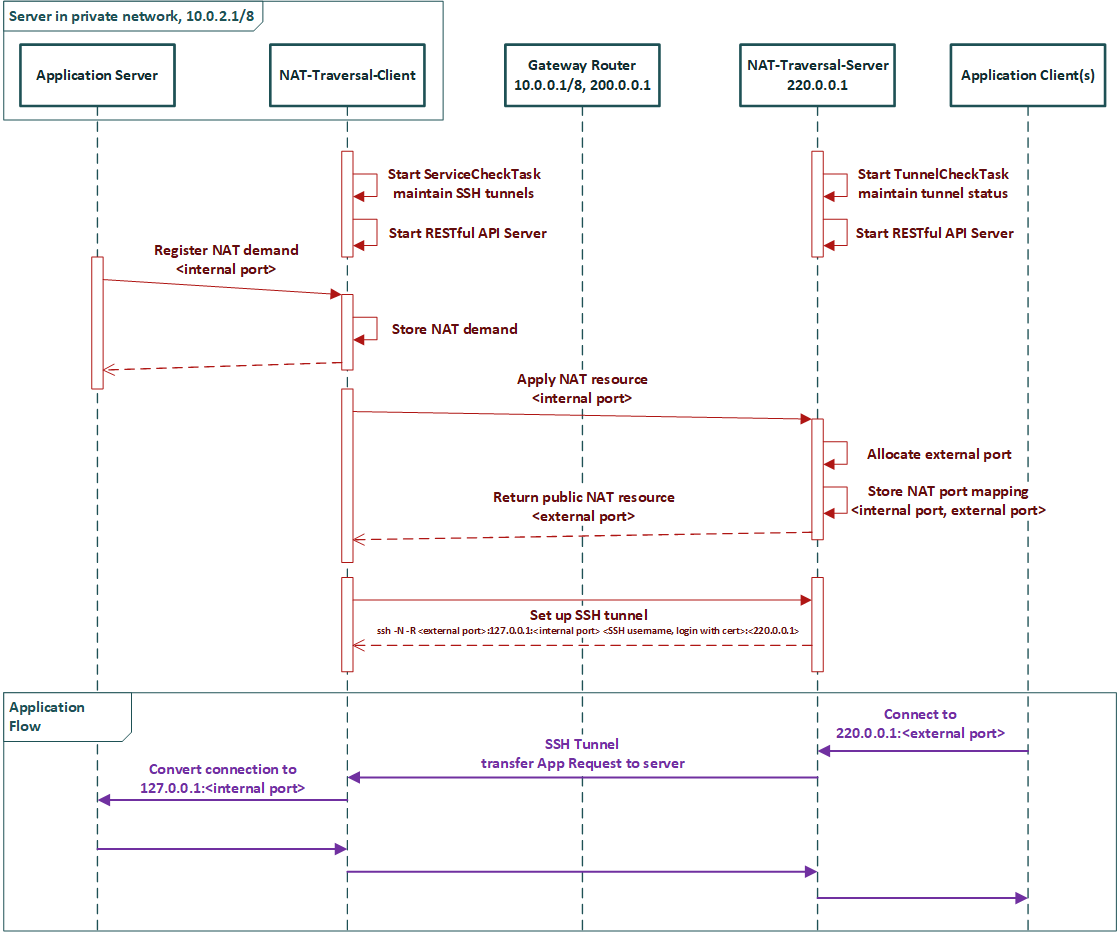 Server in private network, 10.0.2.1/8
Application Server
NAT-Traversal-Client
Gateway Router
10.0.0.1/8, 200.0.0.1
NAT-Traversal-Server
220.0.0.1
Application Client(s)
Start ServiceCheckTask
maintain SSH tunnels
Start TunnelCheckTask
maintain tunnel status
Start RESTful API Server
Start RESTful API Server
Register NAT demand
<internal port>
Store NAT demand
Apply NAT resource
<internal port>
Allocate external port
Store NAT port mapping
<internal port, external port>
Return public NAT resource
<external port>
Set up SSH tunnel
ssh -N -R <external port>:127.0.0.1:<internal port> <SSH username, login with cert>:<220.0.0.1>
Application
Flow
Connect to
220.0.0.1:<external port>
SSH Tunnel
transfer App Request to server
Convert connection to
127.0.0.1:<internal port>